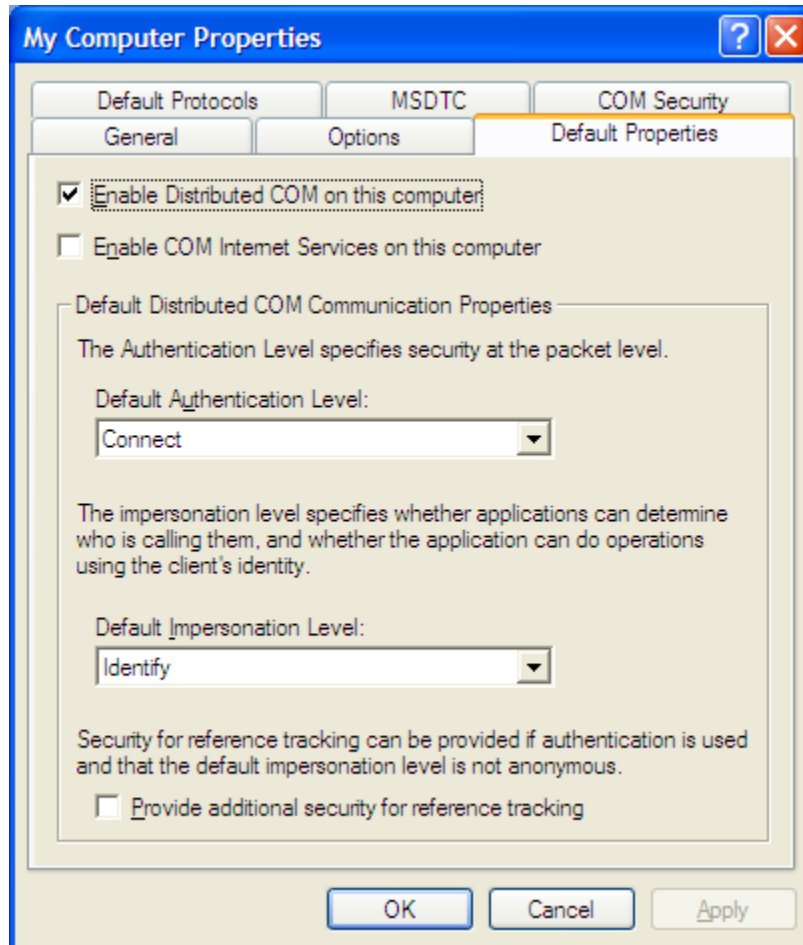 My Computer Properties
Default Protocols MSDTC COM Security
General Options Default Properties
Enable Distributed COM on this computer
Enable COM Internet Services on this computer
Default Distributed COM Communication Properties
The Authentication Level specifies security at the packet level.
Default Authentication Level:
Connect
The impersonation level specifies whether applications can determine
who is calling them, and whether the application can do operations
using the client's identity.
Default Impersonation Level:
Identify
Security for reference tracking can be provided if authentication is used
and that the default impersonation level is not anonymous.
Provide additional security for reference tracking
OK Cancel Apply